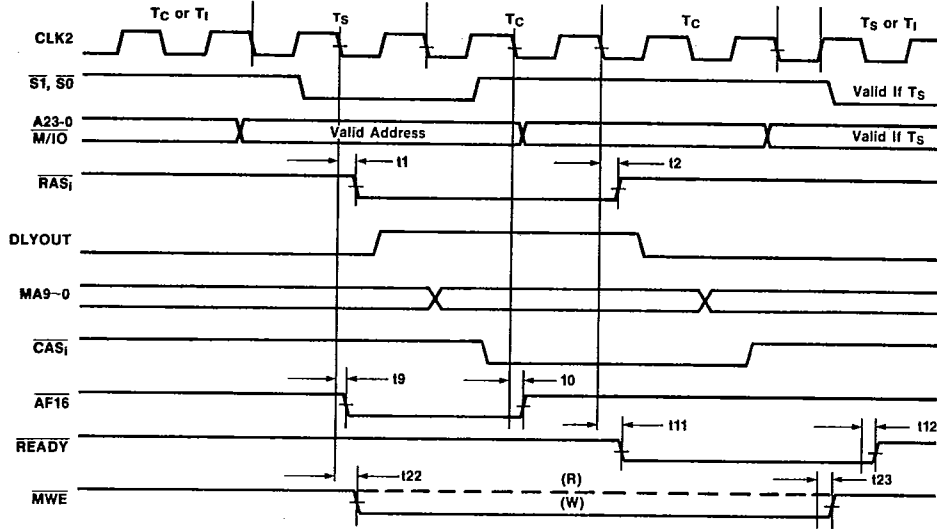 TC or TI TS TC TC TS or TI
CLK2
S1, S0 Valid If TS
A23-0
M/IO Valid Address Valid If TS
t1 t2
RASi
DLYOUT
MA9~0
CASi
t9 t0
AF16
READY t11 t12
t22 (R) t23
MWE (W)